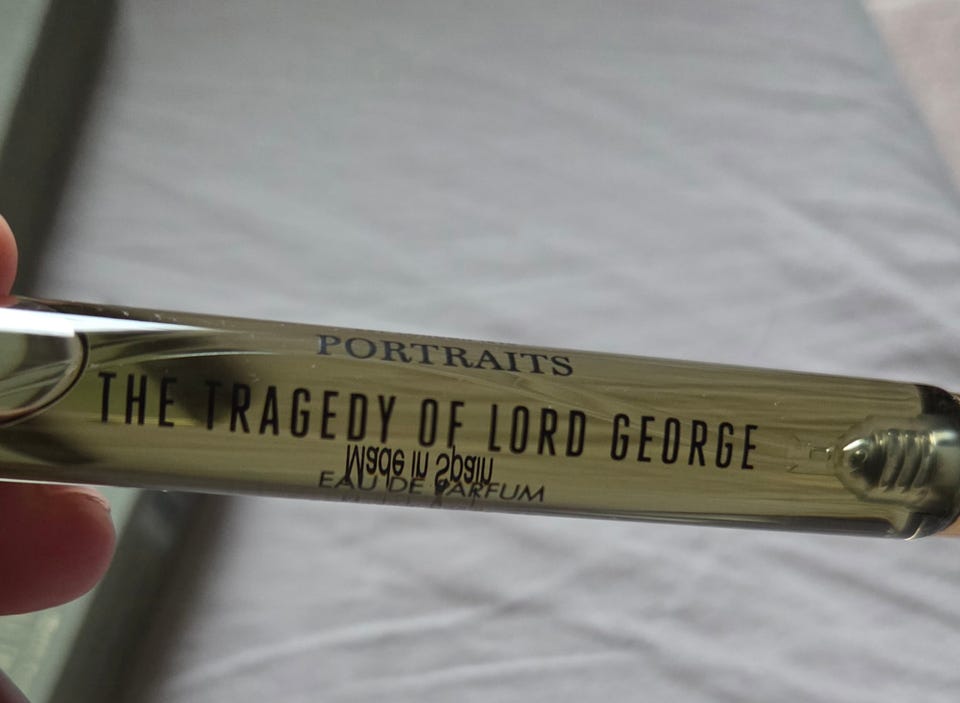 PORTRAITS
THE TRAGEDY OF LORD GEORGE
Made in Spain
EAU DE PARFUM